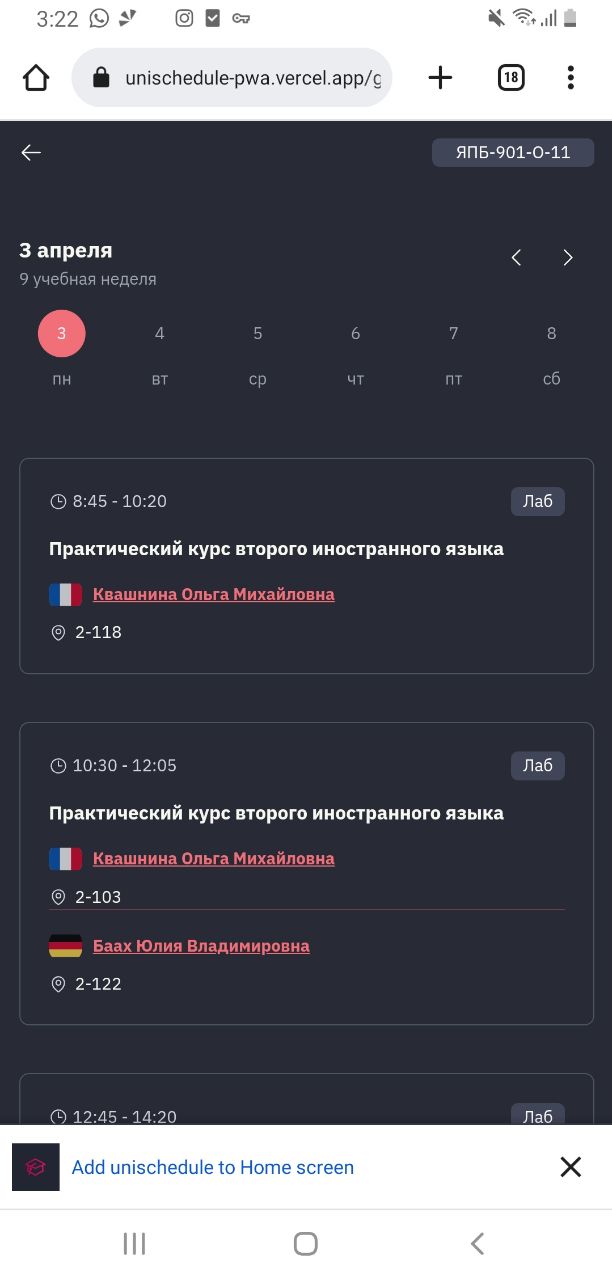 3:22
unischedule-pwa.vercel.app/g
18
ЯПБ-901-О-11
3 апреля
9 учебная неделя
3 4 5 6 7 8
пн вт ср чт пт сб
8:45 - 10:20 Лаб
Практический курс второго иностранного языка
Квашнина Ольга Михайловна
2-118
10:30 - 12:05 Лаб
Практический курс второго иностранного языка
Квашнина Ольга Михайловна
2-103
Баах Юлия Владимировна
2-122
12:45 - 14:20 Лаб
Add unischedule to Home screen